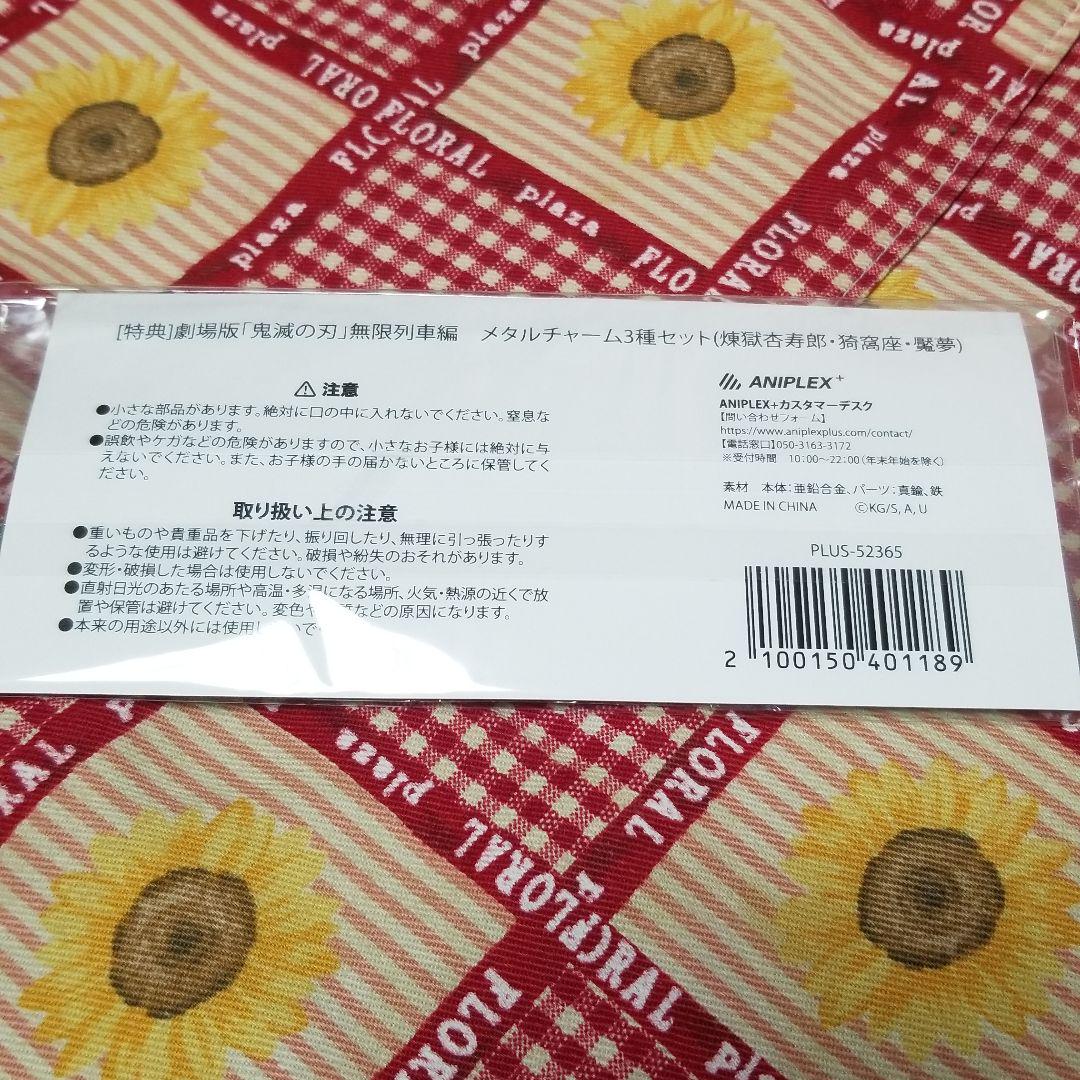 FLORAL
plaza
plaza
FLORAL
plaza
FLO
FLORA
plaza
[特典]劇場版「鬼滅の刃」無限列車編　メタルチャーム3種セット(煉獄杏寿郎・猗窩座・魘夢)
⚠ 注意
●小さな部品があります。絶対に口の中に入れないでください。窒息な
どの危険があります。
●誤飲やケガなどの危険がありますので、小さなお子様には絶対に与
えないでください。また、お子様の手の届かないところに保管してく
ださい。
取り扱い上の注意
●重いものや貴重品を下げたり、振り回したり、無理に引っ張ったりす
るような使用は避けてください。破損や紛失のおそれがあります。
●変形・破損した場合は使用しないでください。
●直射日光のあたる場所や高温・多湿になる場所、火気・熱源の近くで放
置や保管は避けてください。変色や
などの原因になります。
●本来の用途以外には使用し
ANIPLEX+
ANIPLEX+カスタマーデスク
【問い合わせフォーム】
https://www.aniplexplus.com/contact/
【電話窓口】050-3163-3172
※受付時間　10:00～22:00(年末年始を除く)
素材　本体:亜鉛合金、パーツ:真鍮、鉄
MADE IN CHINA　ⓒKG/S, A, U
PLUS-52365
2 100150 401189
plaza
FLORAL
FLORAL
FLORAL
FLORAL
plaza